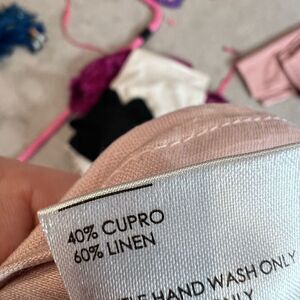 40% CUPRO
60% LINEN
HAND WASH ONLY